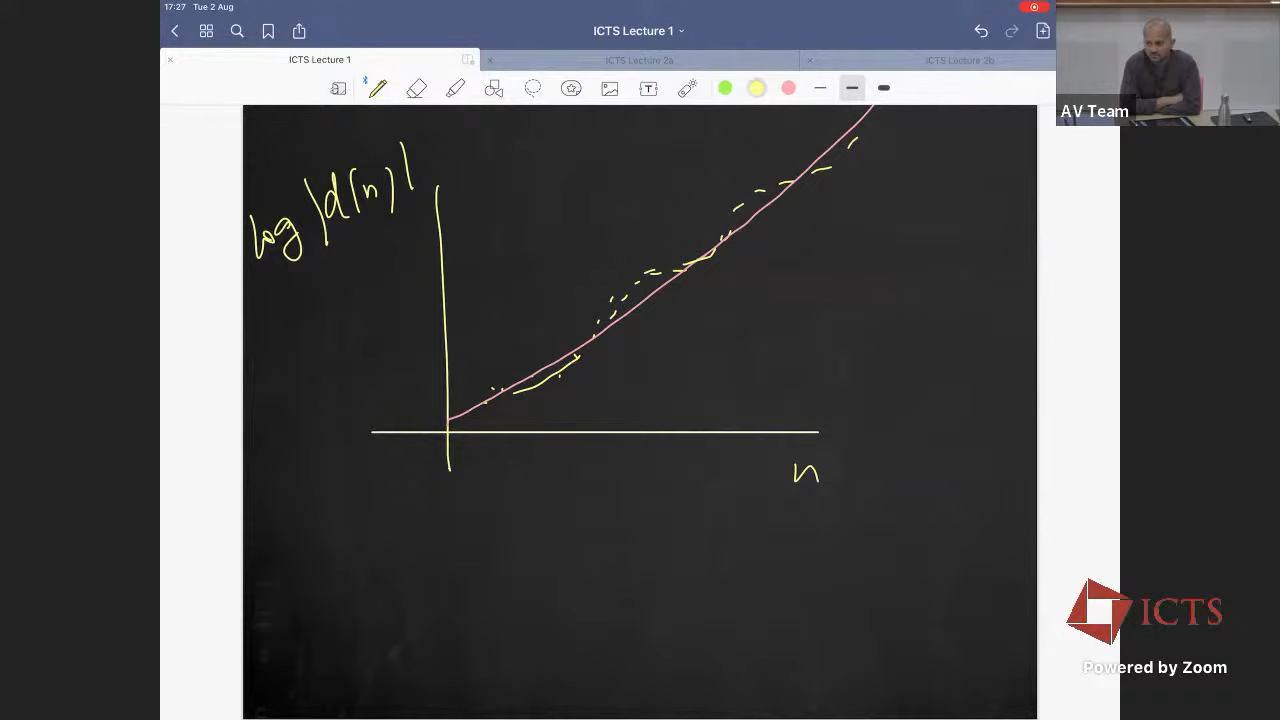 17:27 Tue 2 Aug
ICTS Lecture 1
ICTS Lecture 1
ICTS Lecture 2a
ICTS Lecture 2b
AV Team
log |d(n)|
n
ICTS
Powered by Zoom